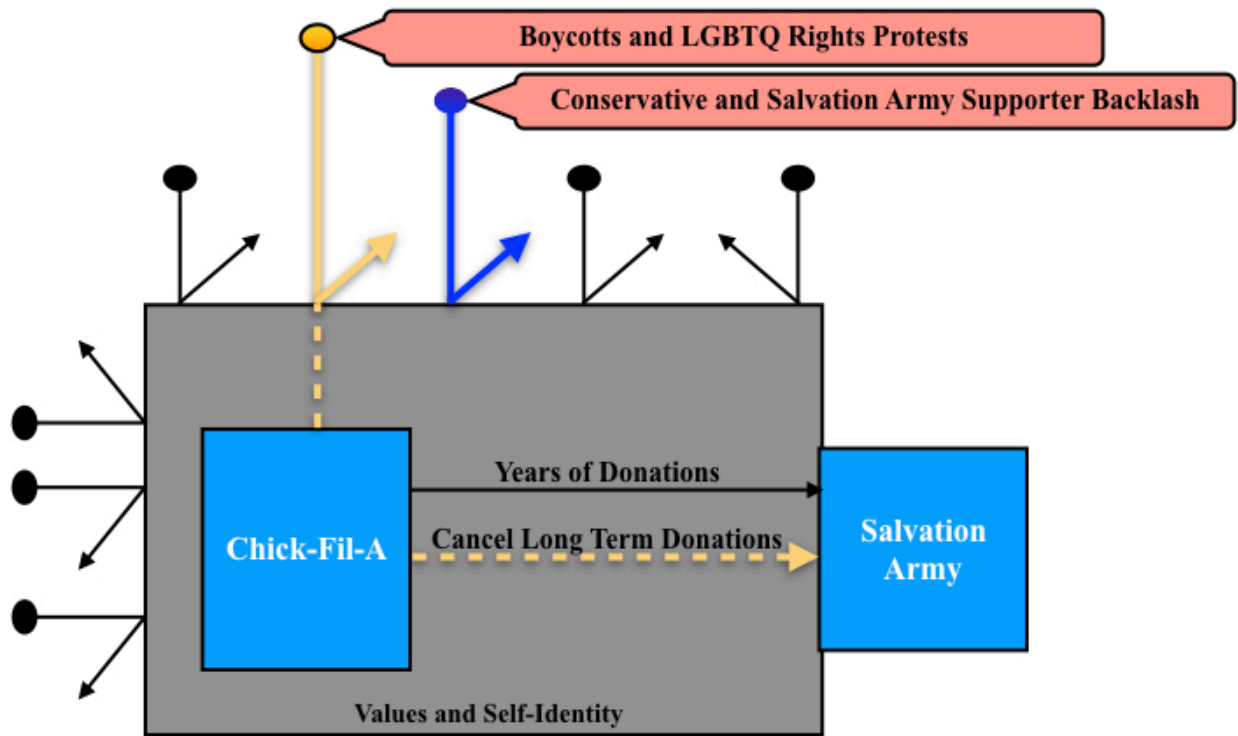 Boycotts and LGBTQ Rights Protests
Conservative and Salvation Army Supporter Backlash
Years of Donations
Chick-Fil-A
Cancel Long Term Donations
Salvation
Army
Values and Self-Identity